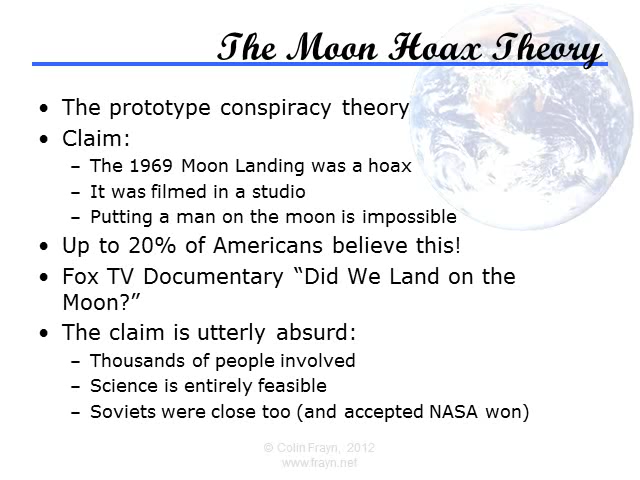 The Moon Hoax Theory
• The prototype conspiracy theory
• Claim:
– The 1969 Moon Landing was a hoax
– It was filmed in a studio
– Putting a man on the moon is impossible
• Up to 20% of Americans believe this!
• Fox TV Documentary “Did We Land on the
Moon?”
• The claim is utterly absurd:
– Thousands of people involved
– Science is entirely feasible
– Soviets were close too (and accepted NASA won)
© Colin Frayn, 2012
www.frayn.net